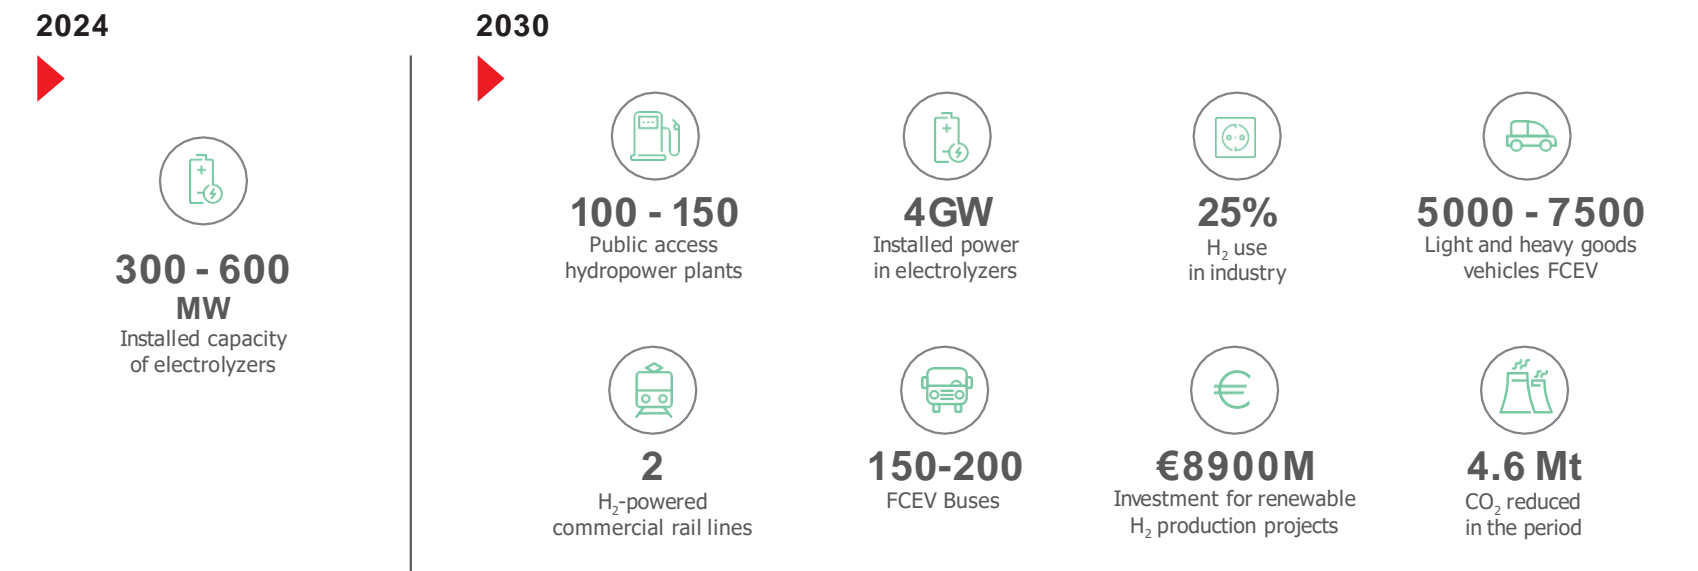 2024
300 - 600
MW
Installed capacity
of electrolyzers
2030
100 - 150
Public access
hydropower plants
4GW
Installed power
in electrolyzers
25%
H₂ use
in industry
5000 - 7500
Light and heavy goods
vehicles FCEV
2
H₂-powered
commercial rail lines
150-200
FCEV Buses
€8900M
Investment for renewable
H₂ production projects
4.6 Mt
CO₂ reduced
in the period